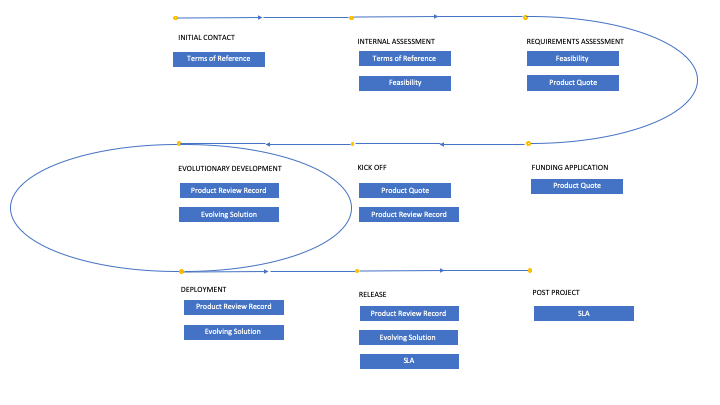 INITIAL CONTACT
Terms of Reference
INTERNAL ASSESSMENT
Terms of Reference
Feasibility
REQUIREMENTS ASSESSMENT
Feasibility
Product Quote
EVOLUTIONARY DEVELOPMENT
Product Review Record
Evolving Solution
KICK OFF
Product Quote
Product Review Record
FUNDING APPLICATION
Product Quote
DEPLOYMENT
Product Review Record
Evolving Solution
RELEASE
Product Review Record
Evolving Solution
SLA
POST PROJECT
SLA